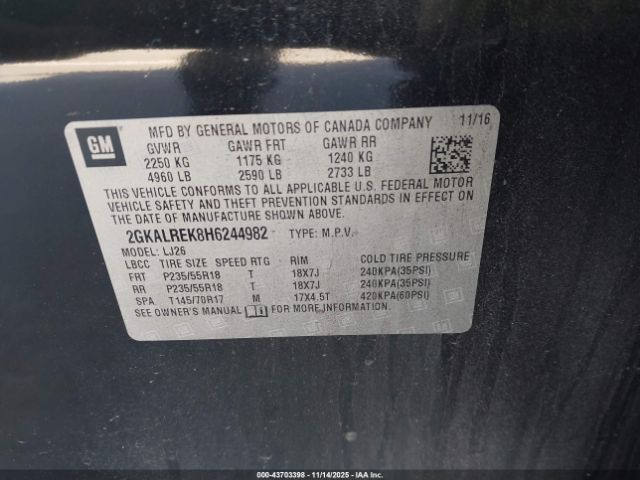 GM
MFD BY GENERAL MOTORS OF CANADA COMPANY 11/16
GVWR GAWR FRT GAWR RR
2250 KG 1175 KG 1240 KG
4960 LB 2590 LB 2733 LB
THIS VEHICLE CONFORMS TO ALL APPLICABLE U.S. FEDERAL MOTOR
VEHICLE SAFETY AND THEFT PREVENTION STANDARDS IN EFFECT ON
THE DATE OF MANUFACTURE SHOWN ABOVE.
2GKALREK8H6244982 TYPE: M.P.V.
MODEL: LJ26
LBCC TIRE SIZE SPEED RTG RIM COLD TIRE PRESSURE
FRT P235/55R18 T 18X7J 240KPA(35PSI)
RR P235/55R18 T 18X7J 240KPA(35PSI)
SPA T145/70R17 M 17X4.5T 420KPA(60PSI)
SEE OWNER'S MANUAL FOR MORE INFORMATION.
000-43703398 - 11/14/2025 - IAA, Inc.